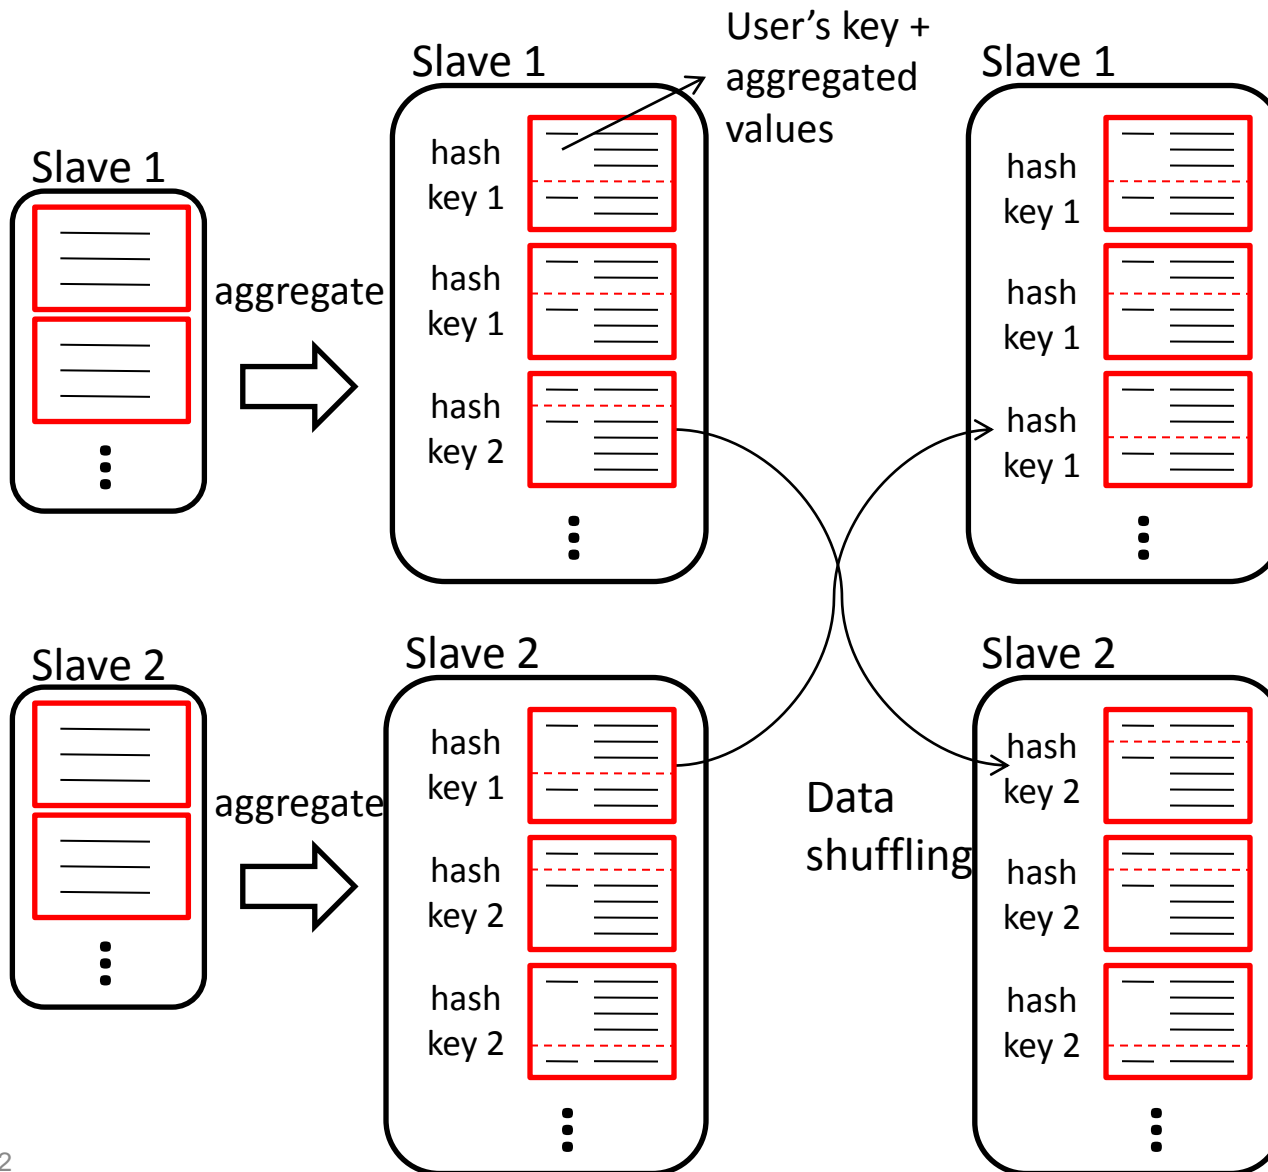 Slave 1
aggregate
Slave 1
hash
key 1
hash
key 1
hash
key 2
User's key +
aggregated
values
Slave 1
hash
key 1
hash
key 1
hash
key 1
Slave 2
aggregate
Slave 2
hash
key 1
hash
key 2
hash
key 2
Data
shuffling
Slave 2
hash
key 2
hash
key 2
hash
key 2
2